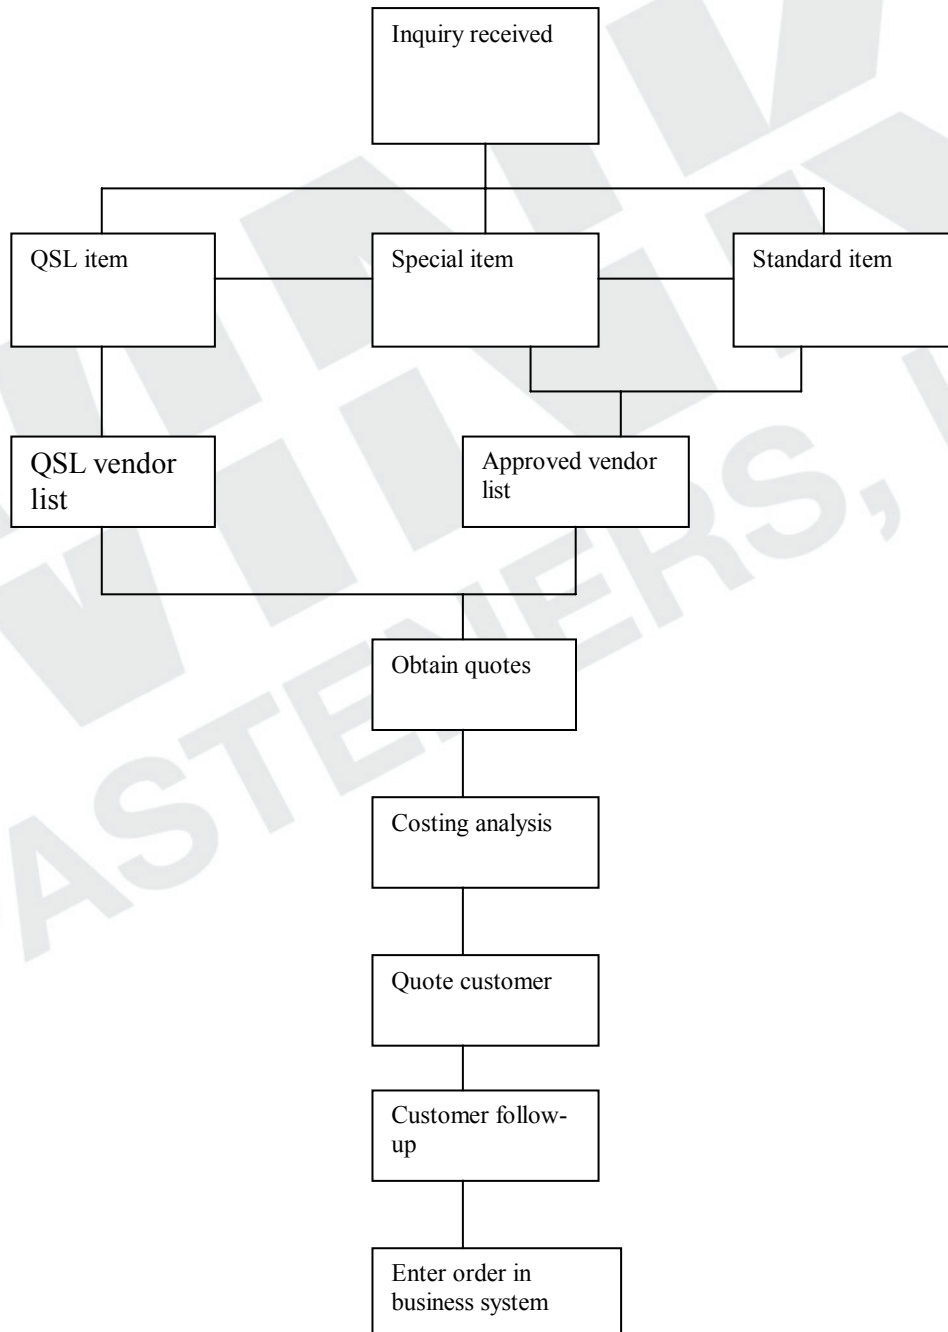 Inquiry received
QSL item
Special item
Standard item
QSL vendor
list
Approved vendor
list
Obtain quotes
Costing analysis
Quote customer
Customer follow-
up
Enter order in
business system